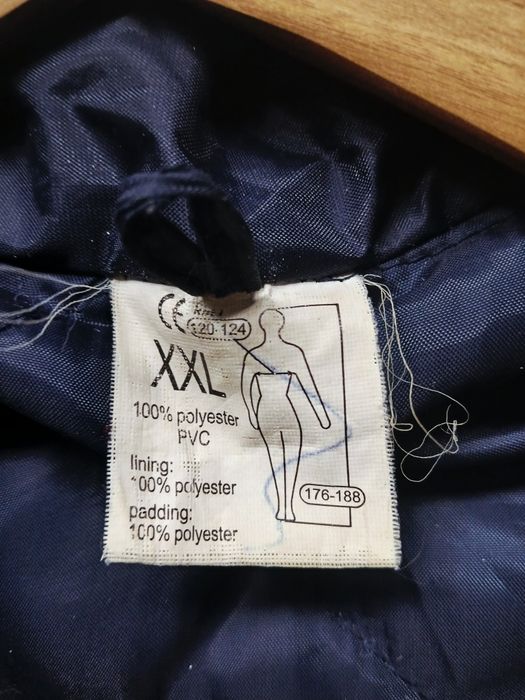 CE
120-124
XXL
100% polyester
PVC
lining:
100% polyester
padding:
100% polyester
176-188